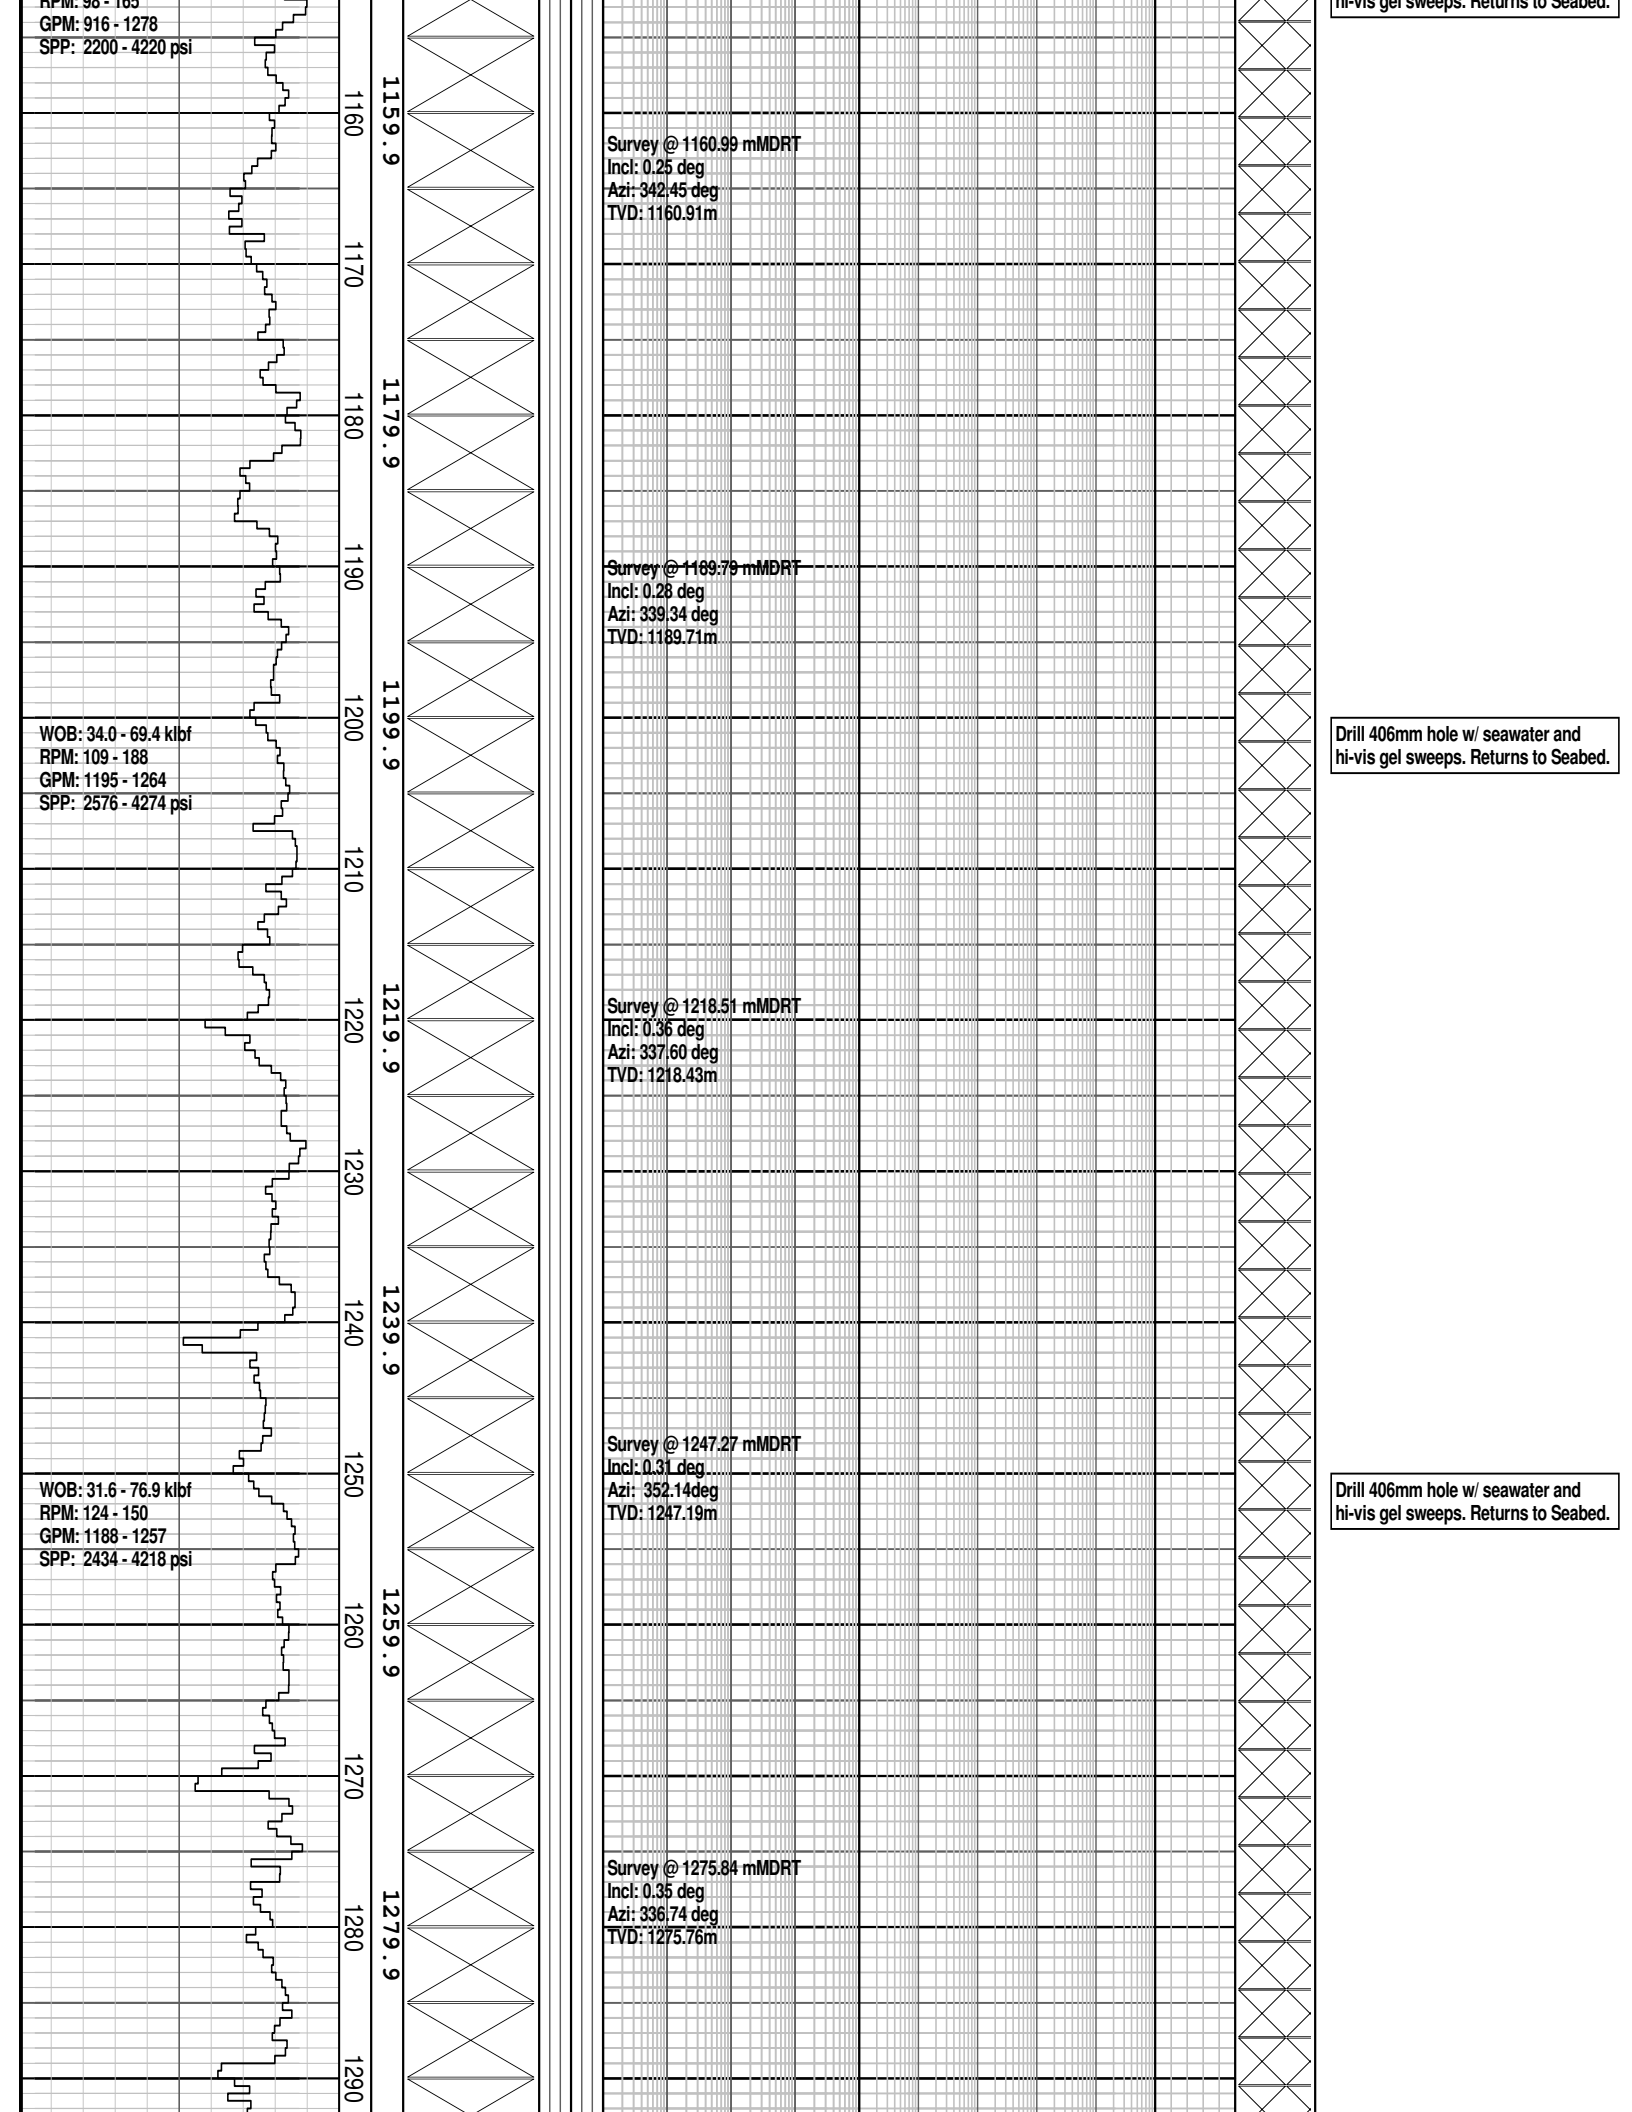 RPM: 98 - 165
GPM: 916 - 1278
SPP: 2200 - 4220 psi
hi-vis gel sweeps. Returns to Seabed.
1160
1159.9
Survey @ 1160.99 mMDRT
Incl: 0.25 deg
Azi: 342.45 deg
TVD: 1160.91m
1170
1180
1179.9
1190
Survey @ 1189.79 mMDRT
Incl: 0.28 deg
Azi: 339.34 deg
TVD: 1189.71m
1200
1199.9
WOB: 34.0 - 69.4 klbf
RPM: 109 - 188
GPM: 1195 - 1264
SPP: 2576 - 4274 psi
Drill 406mm hole w/ seawater and
hi-vis gel sweeps. Returns to Seabed.
1210
1220
1219.9
Survey @ 1218.51 mMDRT
Incl: 0.36 deg
Azi: 337.60 deg
TVD: 1218.43m
1230
1240
1239.9
Survey @ 1247.27 mMDRT
Incl: 0.31 deg
Azi: 352.14deg
TVD: 1247.19m
1250
WOB: 31.6 - 76.9 klbf
RPM: 124 - 150
GPM: 1188 - 1257
SPP: 2434 - 4218 psi
Drill 406mm hole w/ seawater and
hi-vis gel sweeps. Returns to Seabed.
1260
1259.9
1270
Survey @ 1275.84 mMDRT
Incl: 0.35 deg
Azi: 336.74 deg
TVD: 1275.76m
1280
1279.9
1290